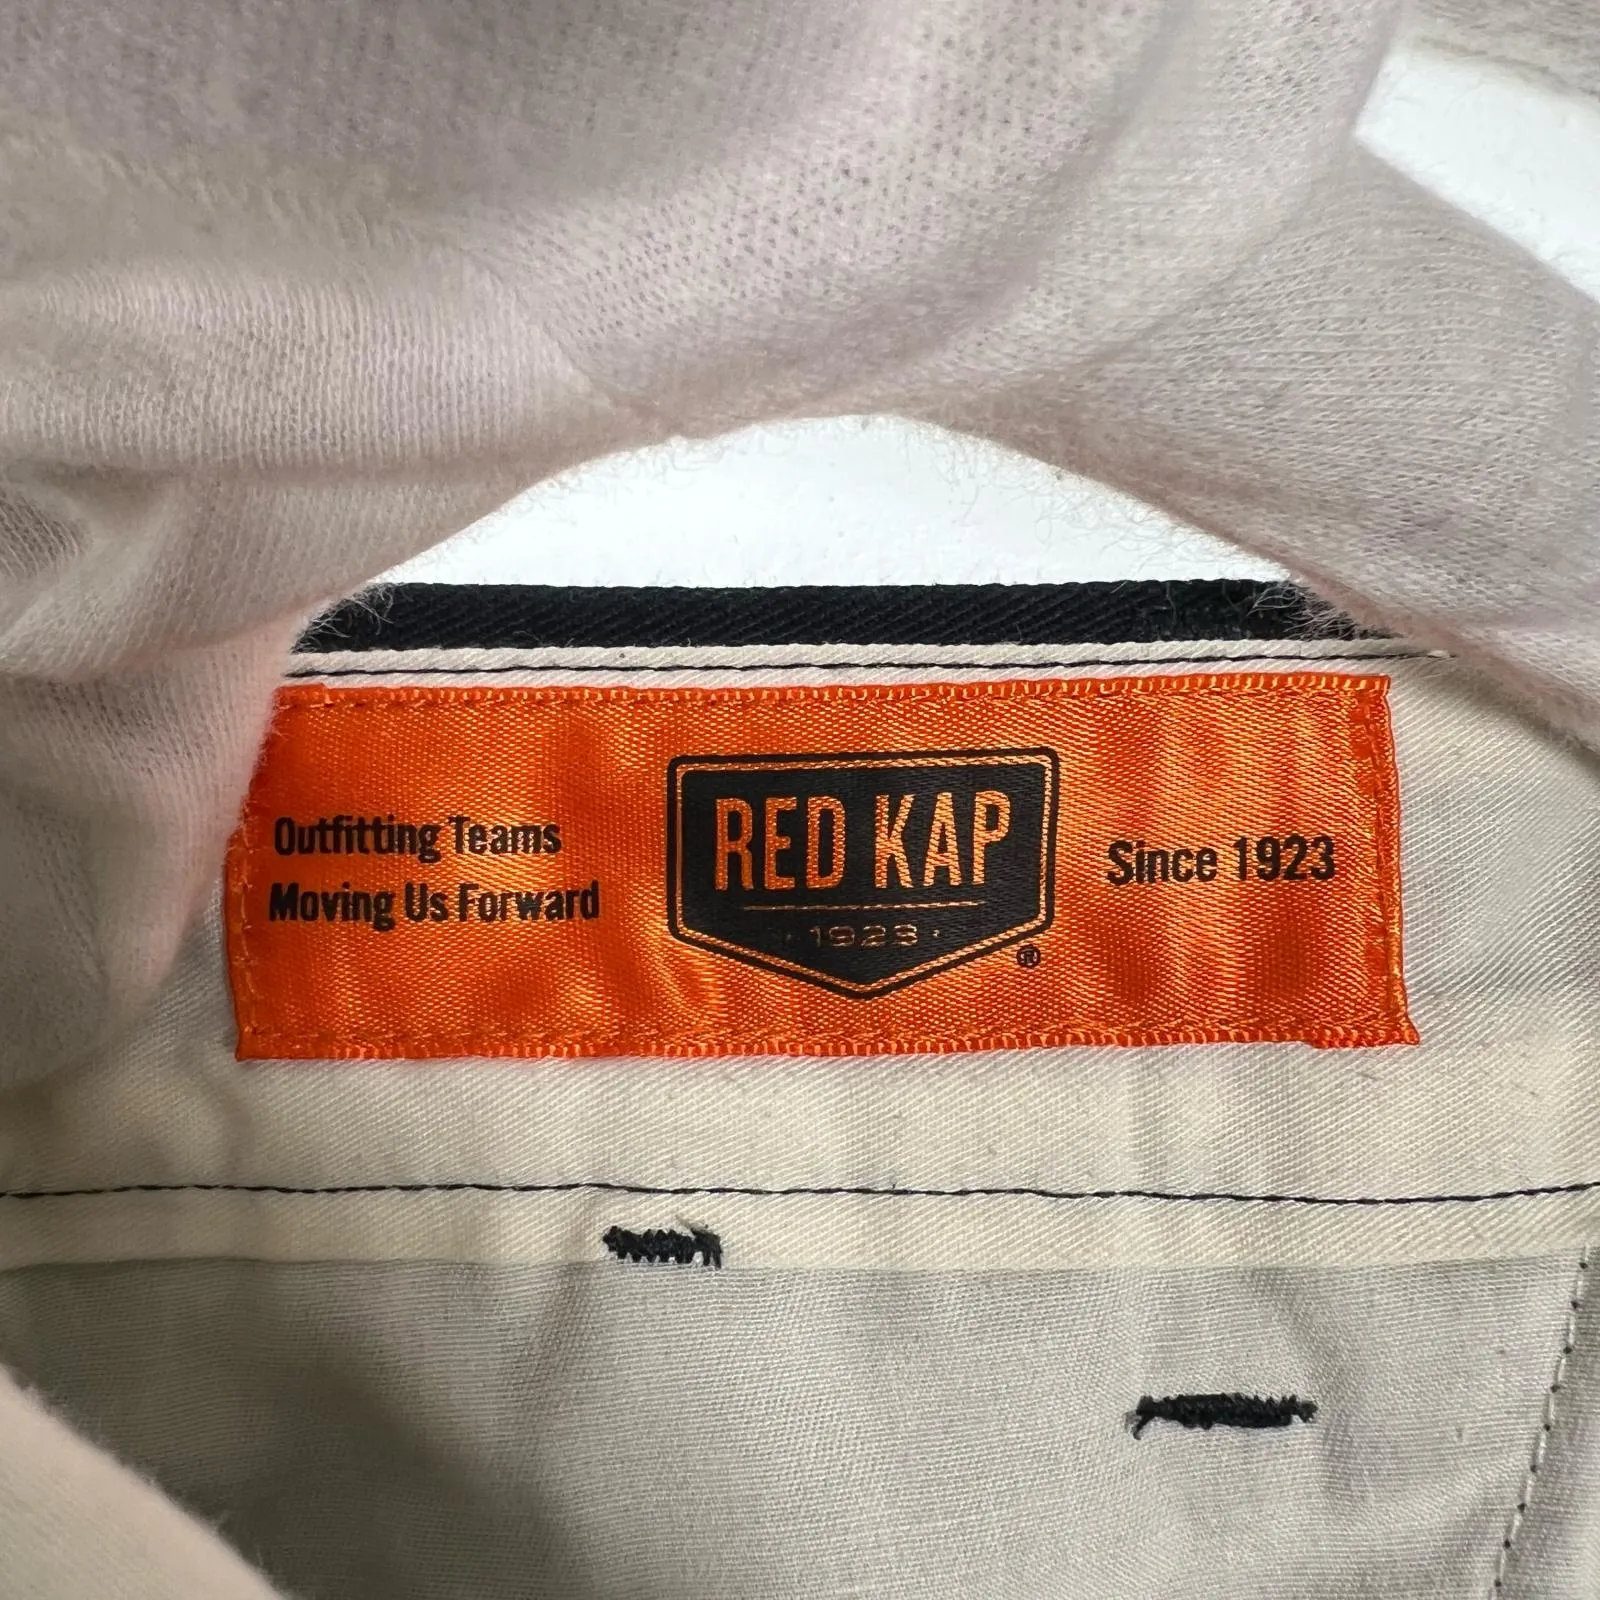 Outfitting Teams
Moving Us Forward
RED KAP
· 1923 ·
®
Since 1923